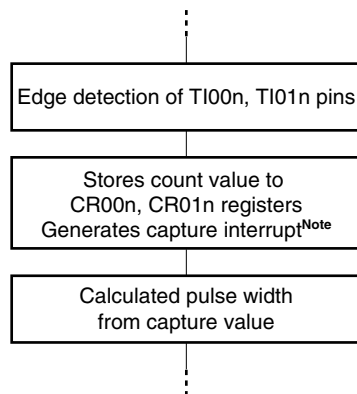 Edge detection of TI00n, TI01n pins
Stores count value to
CR00n, CR01n registers
Generates capture interruptNote
Calculated pulse width
from capture value